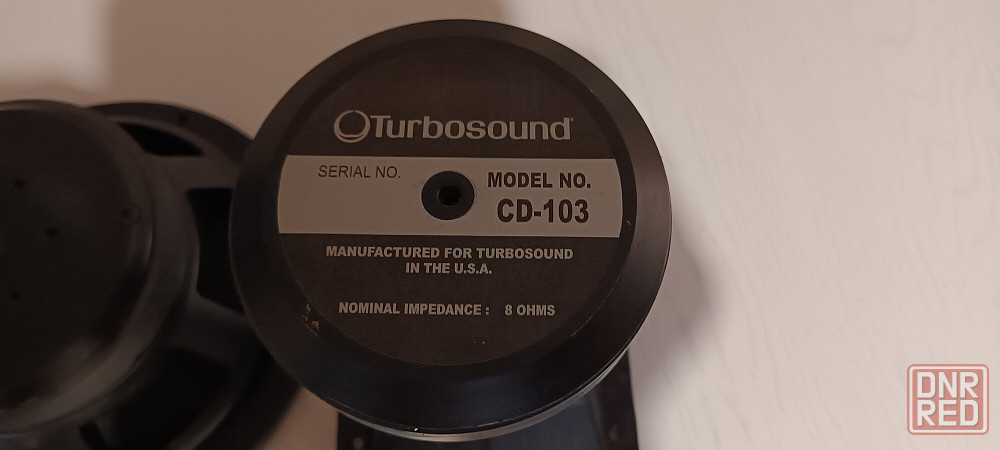 Turbosound®
SERIAL NO.
MODEL NO.
CD-103
MANUFACTURED FOR TURBOSOUND
IN THE U.S.A.
NOMINAL IMPEDANCE : 8 OHMS
DNR
RED